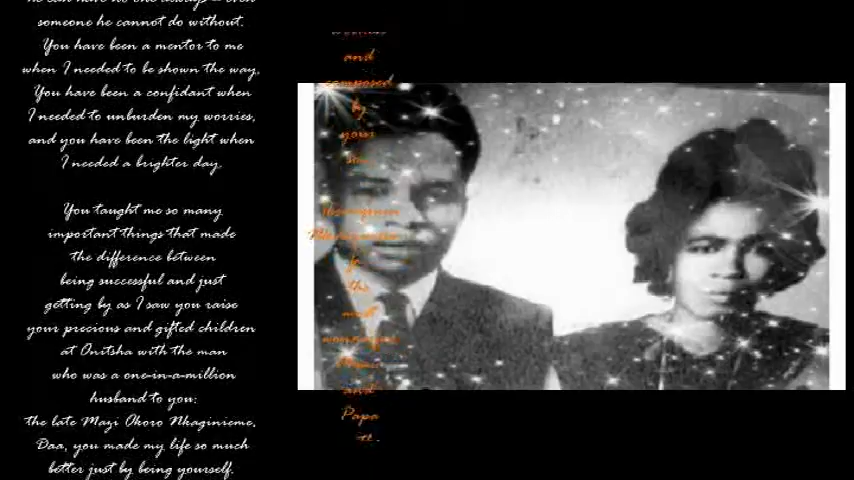 someone he cannot do without.
You have been a mentor to me
when I needed to be shown the way,
You have been a confidant when
I needed to unburden my worries,
and you have been the light when
I needed a brighter day.
You taught me so many
important things that made
the difference between
being successful and just
getting by as I saw you raise
your precious and gifted children
at Onitsha with the man
who was a one-in-a-million
husband to you:
the late Mazi Okoro Nkaginieme,
Daa, you made my life so much
better just by being yourself.
and
composed
by
your
the
and
Papa